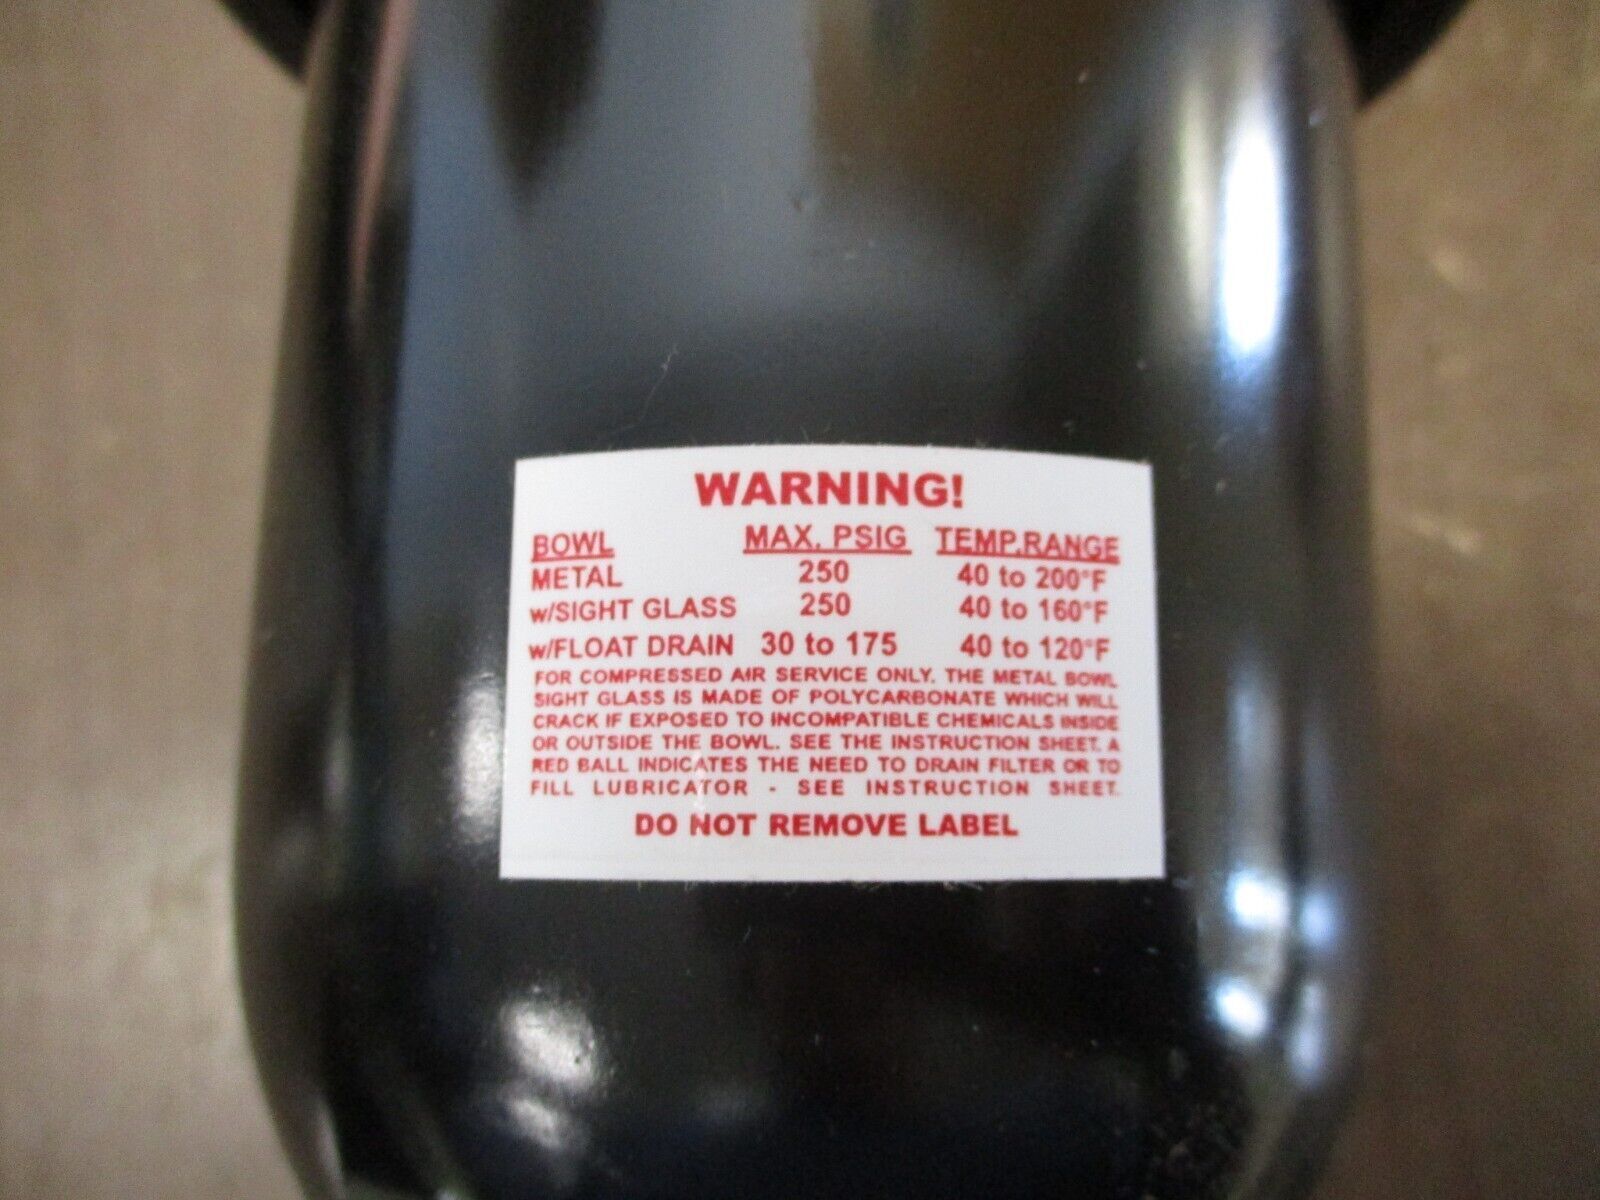 WARNING!
BOWL MAX. PSIG TEMP.RANGE
METAL 250 40 to 200°F
w/SIGHT GLASS 250 40 to 160°F
w/FLOAT DRAIN 30 to 175 40 to 120°F
FOR COMPRESSED AIR SERVICE ONLY. THE METAL BOWL
SIGHT GLASS IS MADE OF POLYCARBONATE WHICH WILL
CRACK IF EXPOSED TO INCOMPATIBLE CHEMICALS INSIDE
OR OUTSIDE THE BOWL. SEE THE INSTRUCTION SHEET. A
RED BALL INDICATES THE NEED TO DRAIN FILTER OR TO
FILL LUBRICATOR - SEE INSTRUCTION SHEET.
DO NOT REMOVE LABEL